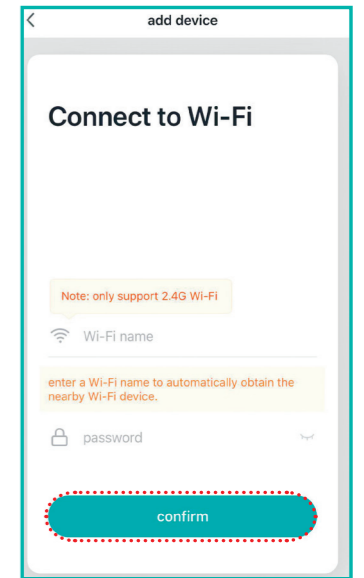 add device
Connect to Wi-Fi
Note: only support 2.4G Wi-Fi
Wi-Fi name
enter a Wi-Fi name to automatically obtain the
nearby Wi-Fi device.
password
confirm